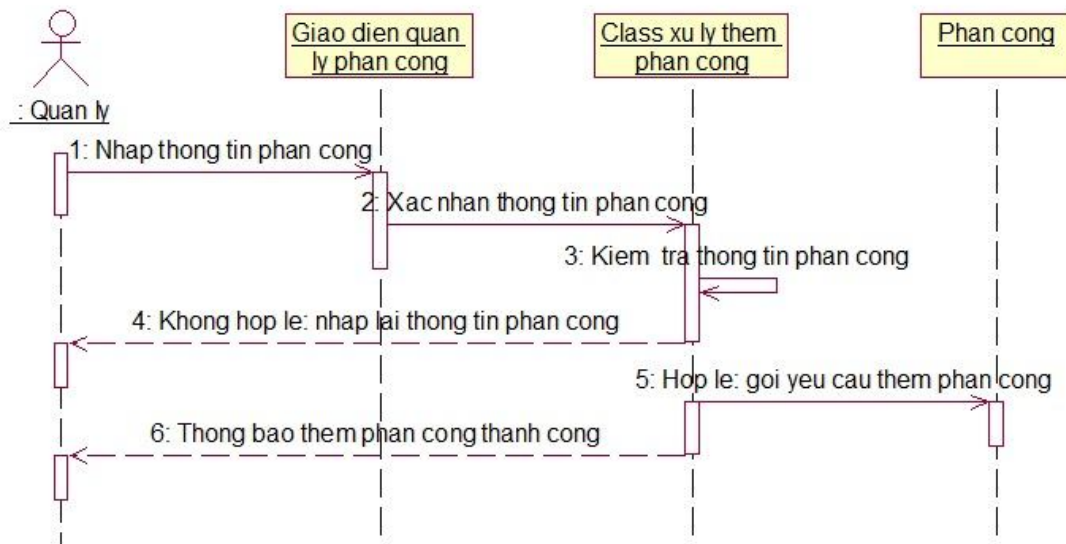 Giao dien quan
ly phan cong
Class xu ly them
phan cong
Phan cong
: Quan ly
1: Nhap thong tin phan cong
2: Xac nhan thong tin phan cong
3: Kiem tra thong tin phan cong
4: Khong hop le: nhap lai thong tin phan cong
5: Hop le: goi yeu cau them phan cong
6: Thong bao them phan cong thanh cong